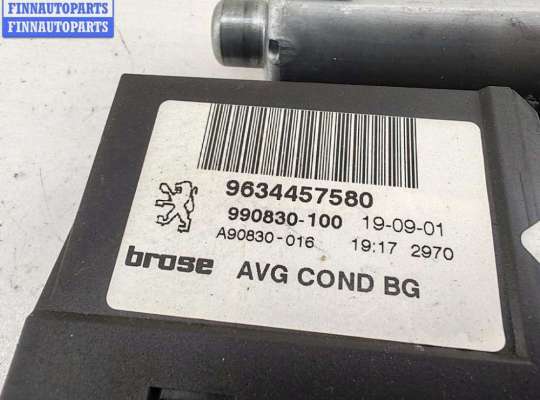 FINNAUTOPARTS
FINNAUTOPARTS
9634457580
990830-100 19-09-01
A90830-016 19:17 2970
brose AVG COND BG